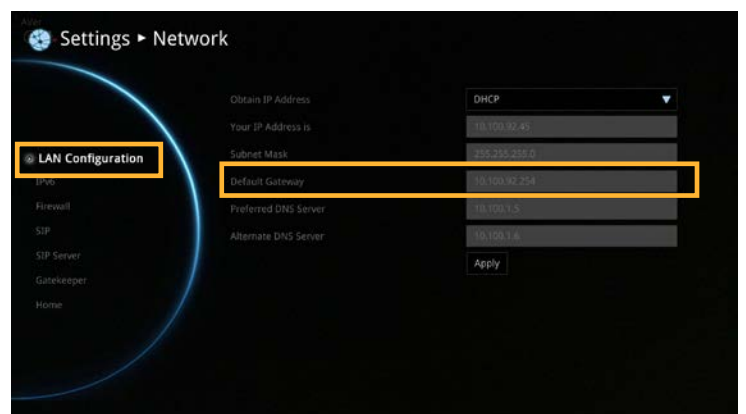 Aver
Settings ► Network
Obtain IP Address DHCP ▼
Your IP Address is 10.100.92.45
LAN Configuration Subnet Mask 255.255.255.0
IPv6 Default Gateway 10.100.92.254
Firewall Preferred DNS Server 10.100.1.5
SIP Alternate DNS Server 10.100.1.6
SIP Server Apply
Gatekeeper
Home